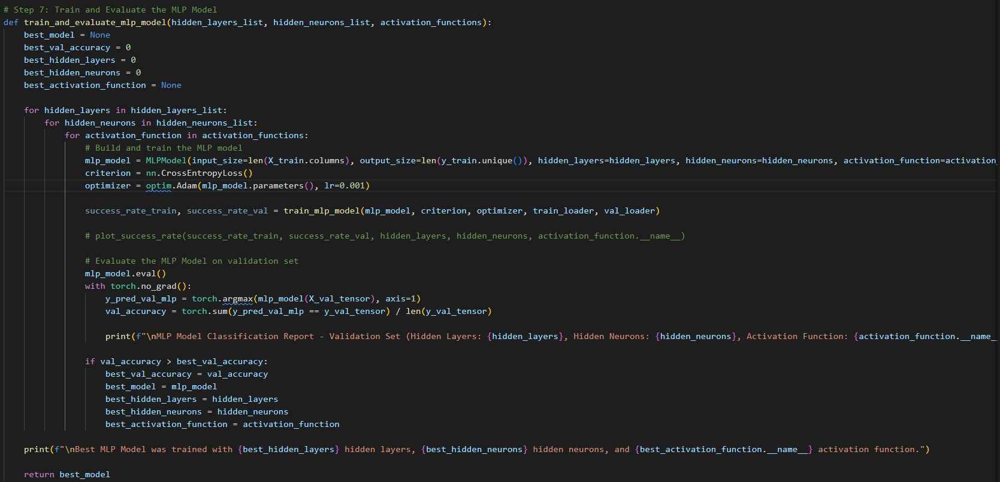 # Step 7: Train and Evaluate the MLP Model
def train_and_evaluate_mlp_model(hidden_layers_list, hidden_neurons_list, activation_functions):
    best_model = None
    best_val_accuracy = 0
    best_hidden_layers = 0
    best_hidden_neurons = 0
    best_activation_function = None

    for hidden_layers in hidden_layers_list:
        for hidden_neurons in hidden_neurons_list:
            for activation_function in activation_functions:
                # Build and train the MLP model
                mlp_model = MLPModel(input_size=len(X_train.columns), output_size=len(y_train.unique()), hidden_layers=hidden_layers, hidden_neurons=hidden_neurons, activation_function=activation_
                criterion = nn.CrossEntropyLoss()
                optimizer = optim.Adam(mlp_model.parameters(), lr=0.001)

                success_rate_train, success_rate_val = train_mlp_model(mlp_model, criterion, optimizer, train_loader, val_loader)

                # plot_success_rate(success_rate_train, success_rate_val, hidden_layers, hidden_neurons, activation_function.__name__)

                # Evaluate the MLP Model on validation set
                mlp_model.eval()
                with torch.no_grad():
                    y_pred_val_mlp = torch.argmax(mlp_model(X_val_tensor), axis=1)
                    val_accuracy = torch.sum(y_pred_val_mlp == y_val_tensor) / len(y_val_tensor)

                    print(f"\nMLP Model Classification Report - Validation Set (Hidden Layers: {hidden_layers}, Hidden Neurons: {hidden_neurons}, Activation Function: {activation_function.__name_

                if val_accuracy > best_val_accuracy:
                    best_val_accuracy = val_accuracy
                    best_model = mlp_model
                    best_hidden_layers = hidden_layers
                    best_hidden_neurons = hidden_neurons
                    best_activation_function = activation_function

    print(f"\nBest MLP Model was trained with {best_hidden_layers} hidden layers, {best_hidden_neurons} hidden neurons, and {best_activation_function.__name__} activation function.")

    return best_model